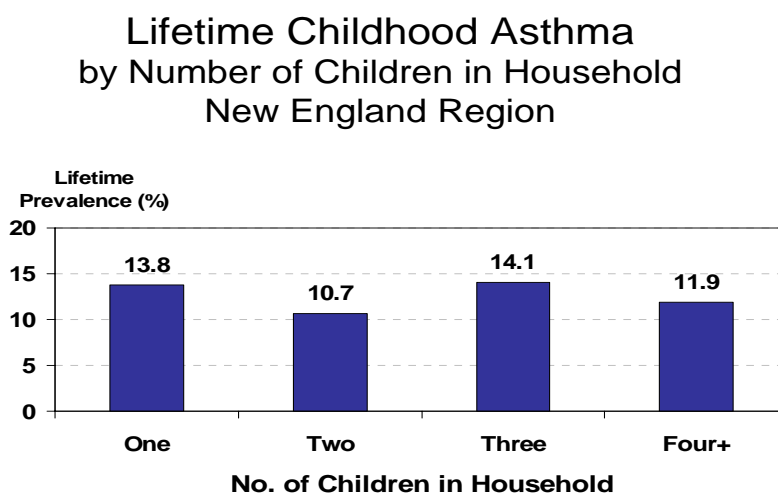 Lifetime Childhood Asthma
by Number of Children in Household
New England Region
Lifetime
Prevalence (%)
20
15
10
5
0
13.8
10.7
14.1
11.9
One
Two
Three
Four+
No. of Children in Household